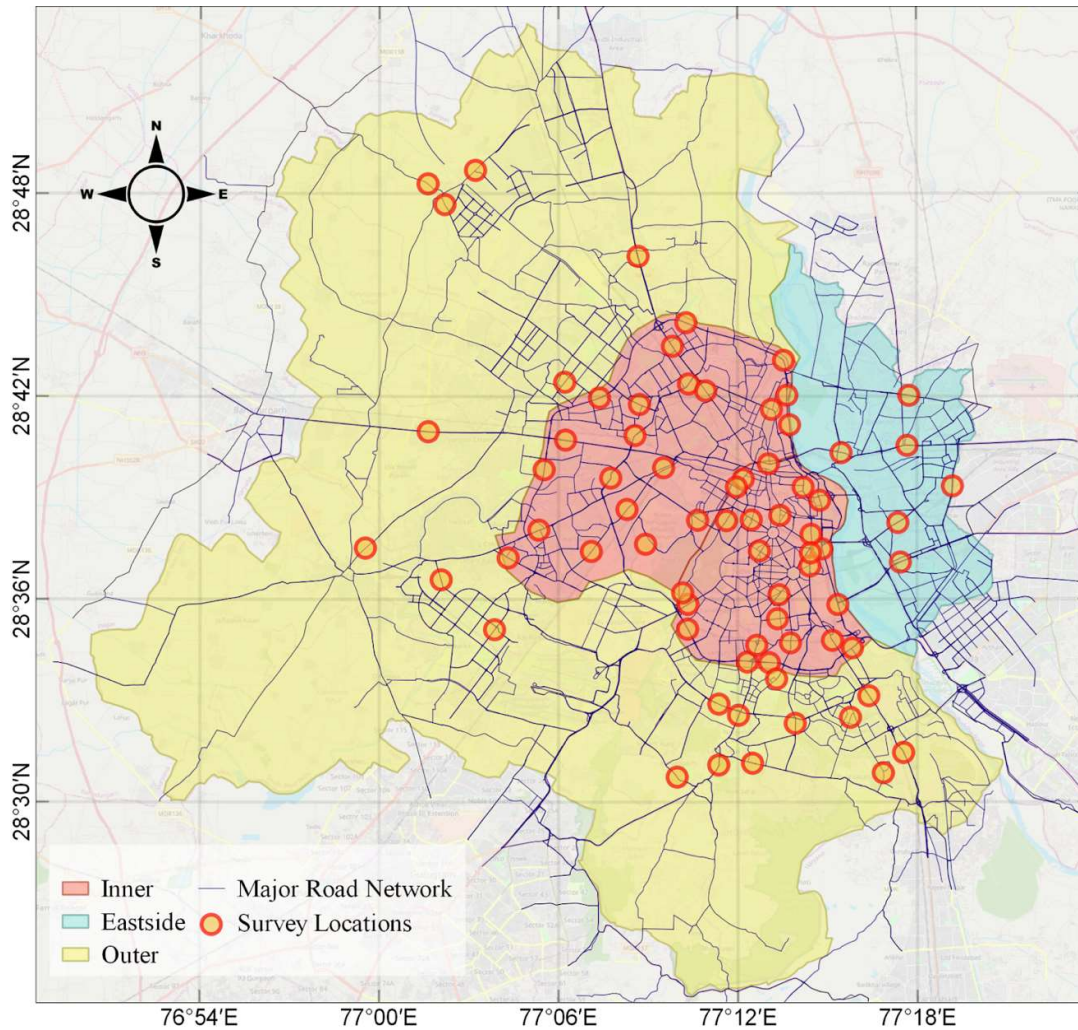 N
W E
S
28°48'N
28°42'N
28°36'N
28°30'N
Inner
Eastside
Outer
Major Road Network
Survey Locations
76°54'E
77°00'E
77°06'E
77°12'E
77°18'E